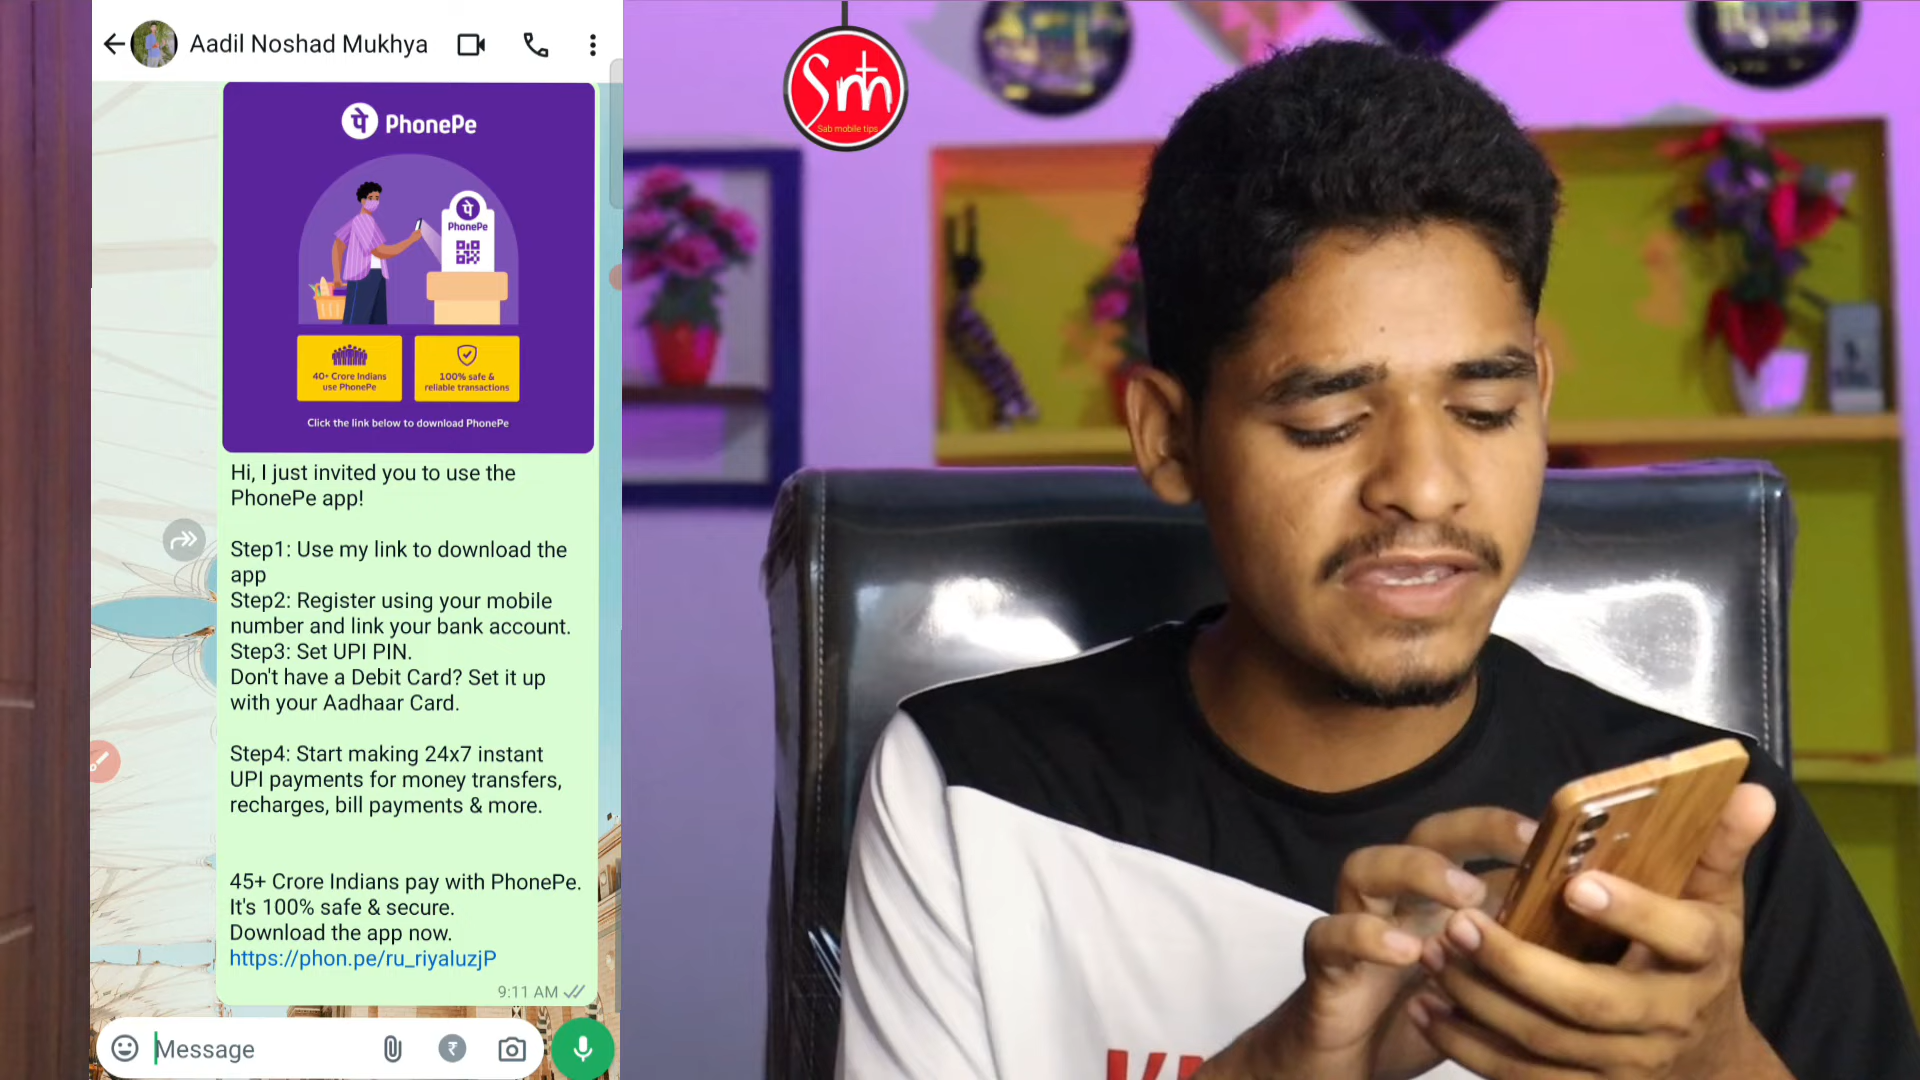 Aadil Noshad Mukhya
पे PhonePe
पे
PhonePe
40+ Crore Indians
use PhonePe
100% safe &
reliable transactions
Click the link below to download PhonePe
Hi, I just invited you to use the
PhonePe app!
Step1: Use my link to download the
app
Step2: Register using your mobile
number and link your bank account.
Step3: Set UPI PIN.
Don't have a Debit Card? Set it up
with your Aadhaar Card.
Step4: Start making 24x7 instant
UPI payments for money transfers,
recharges, bill payments & more.
45+ Crore Indians pay with PhonePe.
It's 100% safe & secure.
Download the app now.
https://phon.pe/ru_riyaluzjP
9:11 AM
Message
₹
Smh
Sab mobile tips